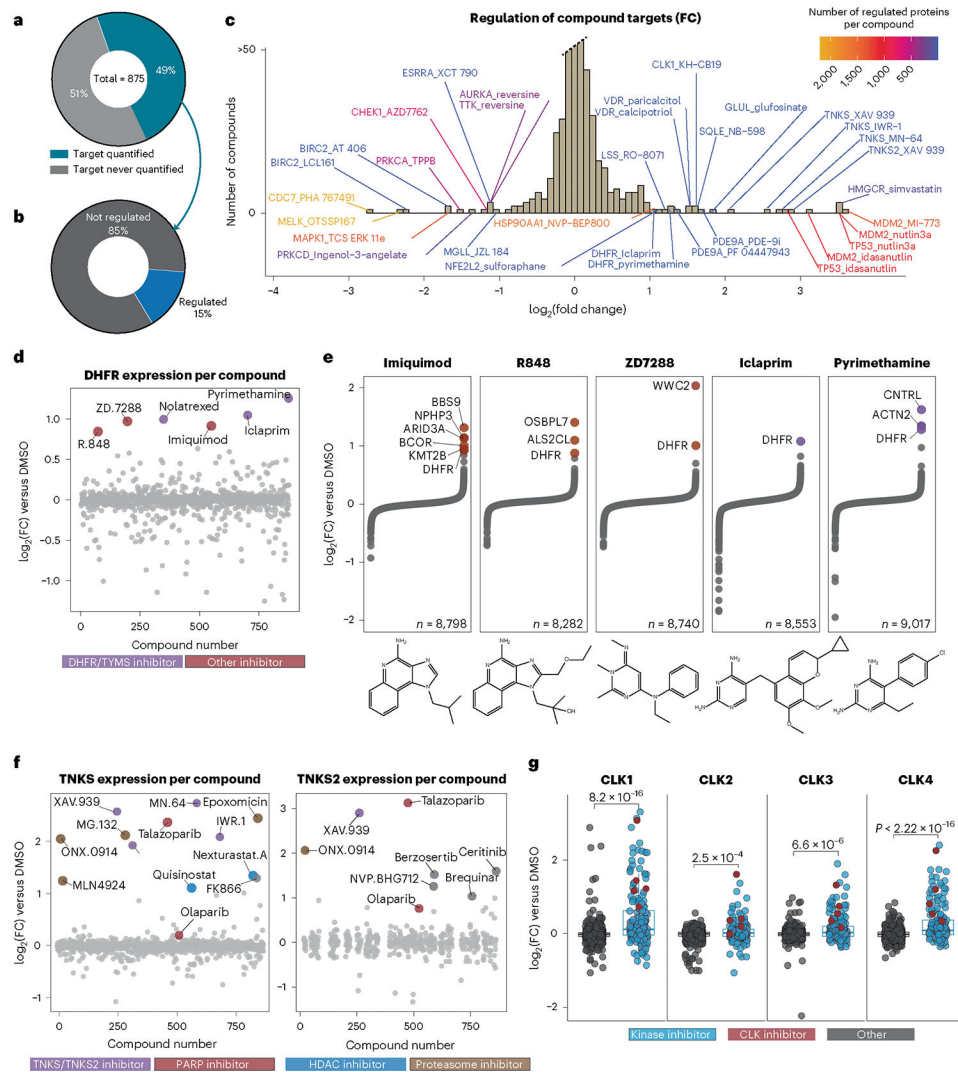 a
Total = 875
49%
51%
Target quantified
Target never quantified
b
Not regulated
85%
Regulated
15%
c
Regulation of compound targets (FC)
Number of regulated proteins
per compound
2,000
1,500
1,000
500
>50
0
Number of compounds
ESRRA_XCT 790
AURKA_reversine
TTK_reversine
CHEK1_AZD7762
BIRC2_AT 406
BIRC2_LCL161
PRKCA_TPPB
CDC7_PHA 767491
MELK_OTSSP167
MAPK1_TCS ERK 11e
PRKCD_Ingenol-3-angelate
MGLL_JZL 184
NFE2L2_sulforaphane
HSP90AA1_NVP-BEP800
DHFR_Iclaprim
DHFR_pyrimethamine
PDE9A_PDE-9i
PDE9A_PF 04447943
CLK1_KH-CB19
VDR_paricalcitol
VDR_calcipotriol
LSS_RO-8071
GLUL_glufosinate
SQLE_NB-598
TNKS_XAV 939
TNKS_IWR-1
TNKS_MN-64
TNKS2_XAV 939
HMGCR_simvastatin
MDM2_MI-773
MDM2_nutlin3a
TP53_nutlin3a
MDM2_idasanutlin
TP53_idasanutlin
−4
−3
−2
−1
0
1
2
3
log2(fold change)
d
DHFR expression per compound
Pyrimethamine
ZD.7288
Nolatrexed
R.848
Imiquimod
Iclaprim
1.0
0.5
0
−0.5
−1.0
log2(FC) versus DMSO
0
250
500
750
Compound number
DHFR/TYMS inhibitor
Other inhibitor
e
Imiquimod
R848
ZD7288
Iclaprim
Pyrimethamine
2
1
0
−1
−2
log2(FC) versus DMSO
BBS9
NPHP3
ARID3A
BCOR
KMT2B
DHFR
OSBPL7
ALS2CL
DHFR
WWC2
DHFR
DHFR
CNTRL
ACTN2
DHFR
n = 8,798
n = 8,282
n = 8,740
n = 8,553
n = 9,017
f
TNKS expression per compound
XAV.939
MN.64
Epoxomicin
MG.132
Talazoparib
IWR.1
ONX.0914
Nexturastat.A
MLN4924
Quisinostat
FK866
Olaparib
2
1
0
−1
log2(FC) versus DMSO
0
250
500
750
Compound number
TNKS2 expression per compound
Talazoparib
XAV.939
ONX.0914
Berzosertib
Ceritinib
NVP.BHG712
Brequinar
Olaparib
3
2
1
0
−1
0
250
500
750
Compound number
TNKS/TNKS2 inhibitor
PARP inhibitor
HDAC inhibitor
Proteasome inhibitor
g
CLK1
CLK2
CLK3
CLK4
8.2 × 10−16
2.5 × 10−4
6.6 × 10−6
P < 2.22 × 10−16
2
0
−2
log2(FC) versus DMSO
Kinase inhibitor
CLK inhibitor
Other